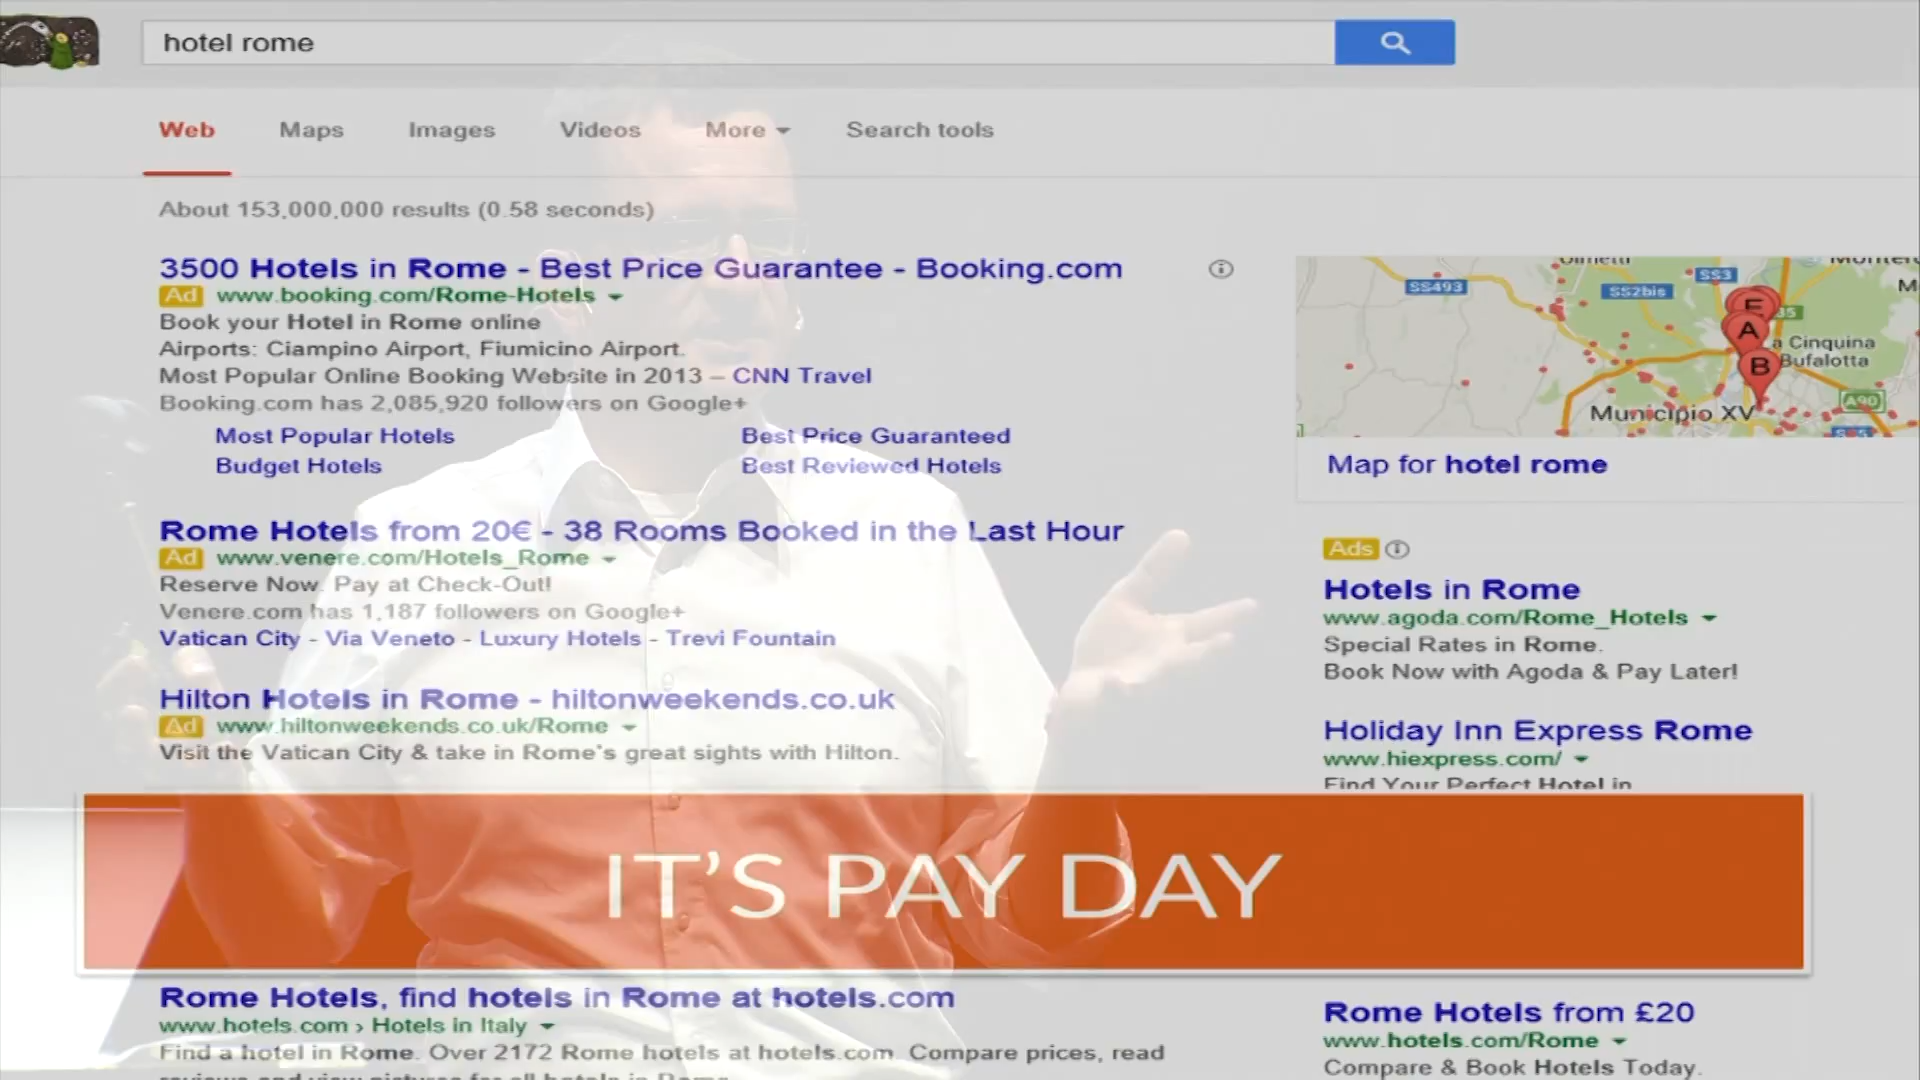 hotel rome
Web Maps Images Videos More Search tools
About 153,000,000 results (0.58 seconds)
3500 Hotels in Rome - Best Price Guarantee - Booking.com
Ad www.booking.com/Rome-Hotels
Book your Hotel in Rome online
Airports: Ciampino Airport, Fiumicino Airport.
Most Popular Online Booking Website in 2013 – CNN Travel
Booking.com has 2,085,920 followers on Google+
Most Popular Hotels Best Price Guaranteed
Budget Hotels Best Reviewed Hotels
Rome Hotels from 20€ - 38 Rooms Booked in the Last Hour
Ad www.venere.com/Hotels_Rome
Reserve Now. Pay at Check-Out!
Venere.com has 1,187 followers on Google+
Vatican City - Via Veneto - Luxury Hotels - Trevi Fountain
Hilton Hotels in Rome - hiltonweekends.co.uk
Ad www.hiltonweekends.co.uk/Rome
Visit the Vatican City & take in Rome's great sights with Hilton.
SS3
SS493
SS2bis
E
35
A
a Cinquina
B
Bufalotta
A90
Municipio XV
Map for hotel rome
Ads
Hotels in Rome
www.agoda.com/Rome_Hotels
Special Rates in Rome.
Book Now with Agoda & Pay Later!
Holiday Inn Express Rome
www.hiexpress.com/
Find Your Perfect Hotel in
IT'S PAY DAY
Rome Hotels, find hotels in Rome at hotels.com
www.hotels.com › Hotels in Italy
Find a hotel in Rome. Over 2172 Rome hotels at hotels.com. Compare prices, read
reviews and view pictures for all hotels in Rome.
Rome Hotels from £20
www.hotels.com/Rome
Compare & Book Hotels Today.